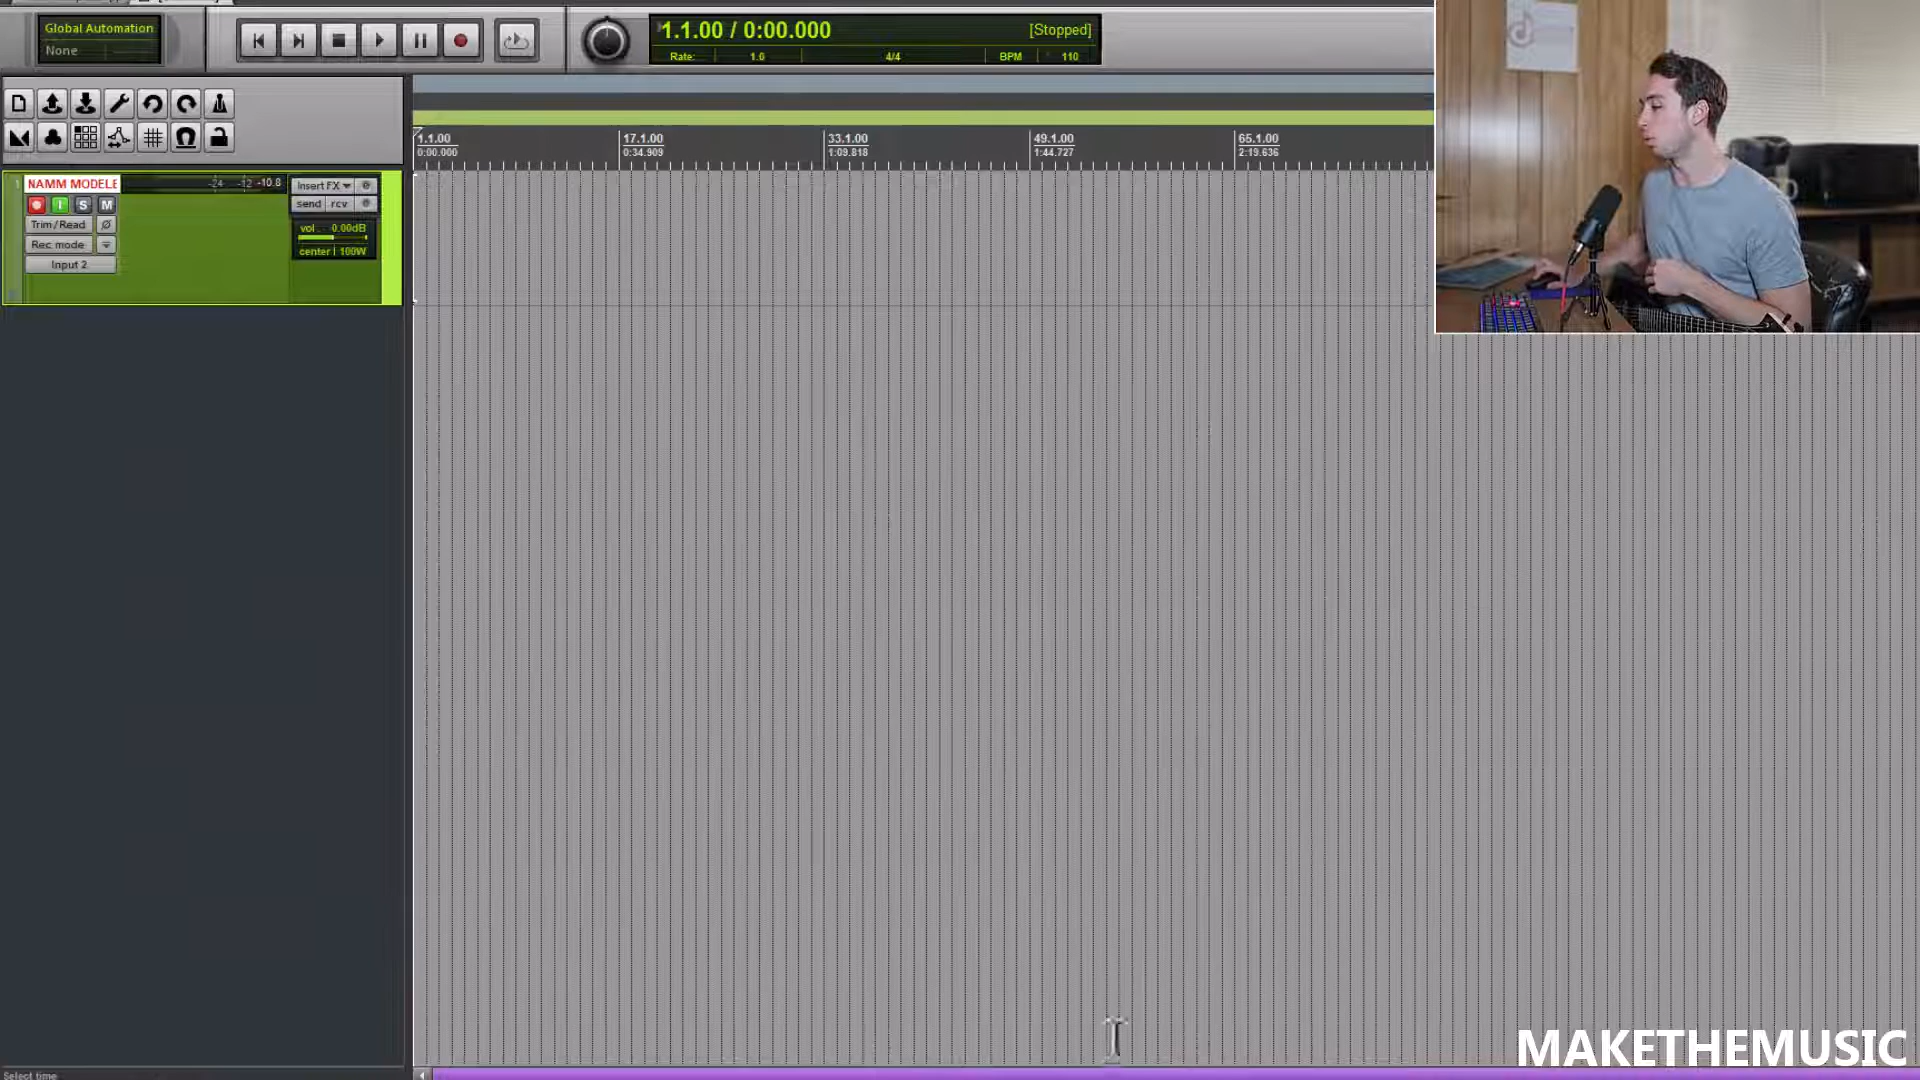 Global Automation
None
1.1.00 / 0:00.000
[Stopped]
Rate:
1.0
4/4
BPM
110
1.1.00
0:00.000
17.1.00
0:34.909
33.1.00
1:09.818
49.1.00
1:44.727
65.1.00
2:19.636
1
NAMM MODELE
-24
-12
-10.8
Insert FX
I
S
M
send
rcv
Trim/Read
Ø
vol
0.00dB
Rec mode
center | 100W
Input 2
MAKETHEMUSIC
Select time